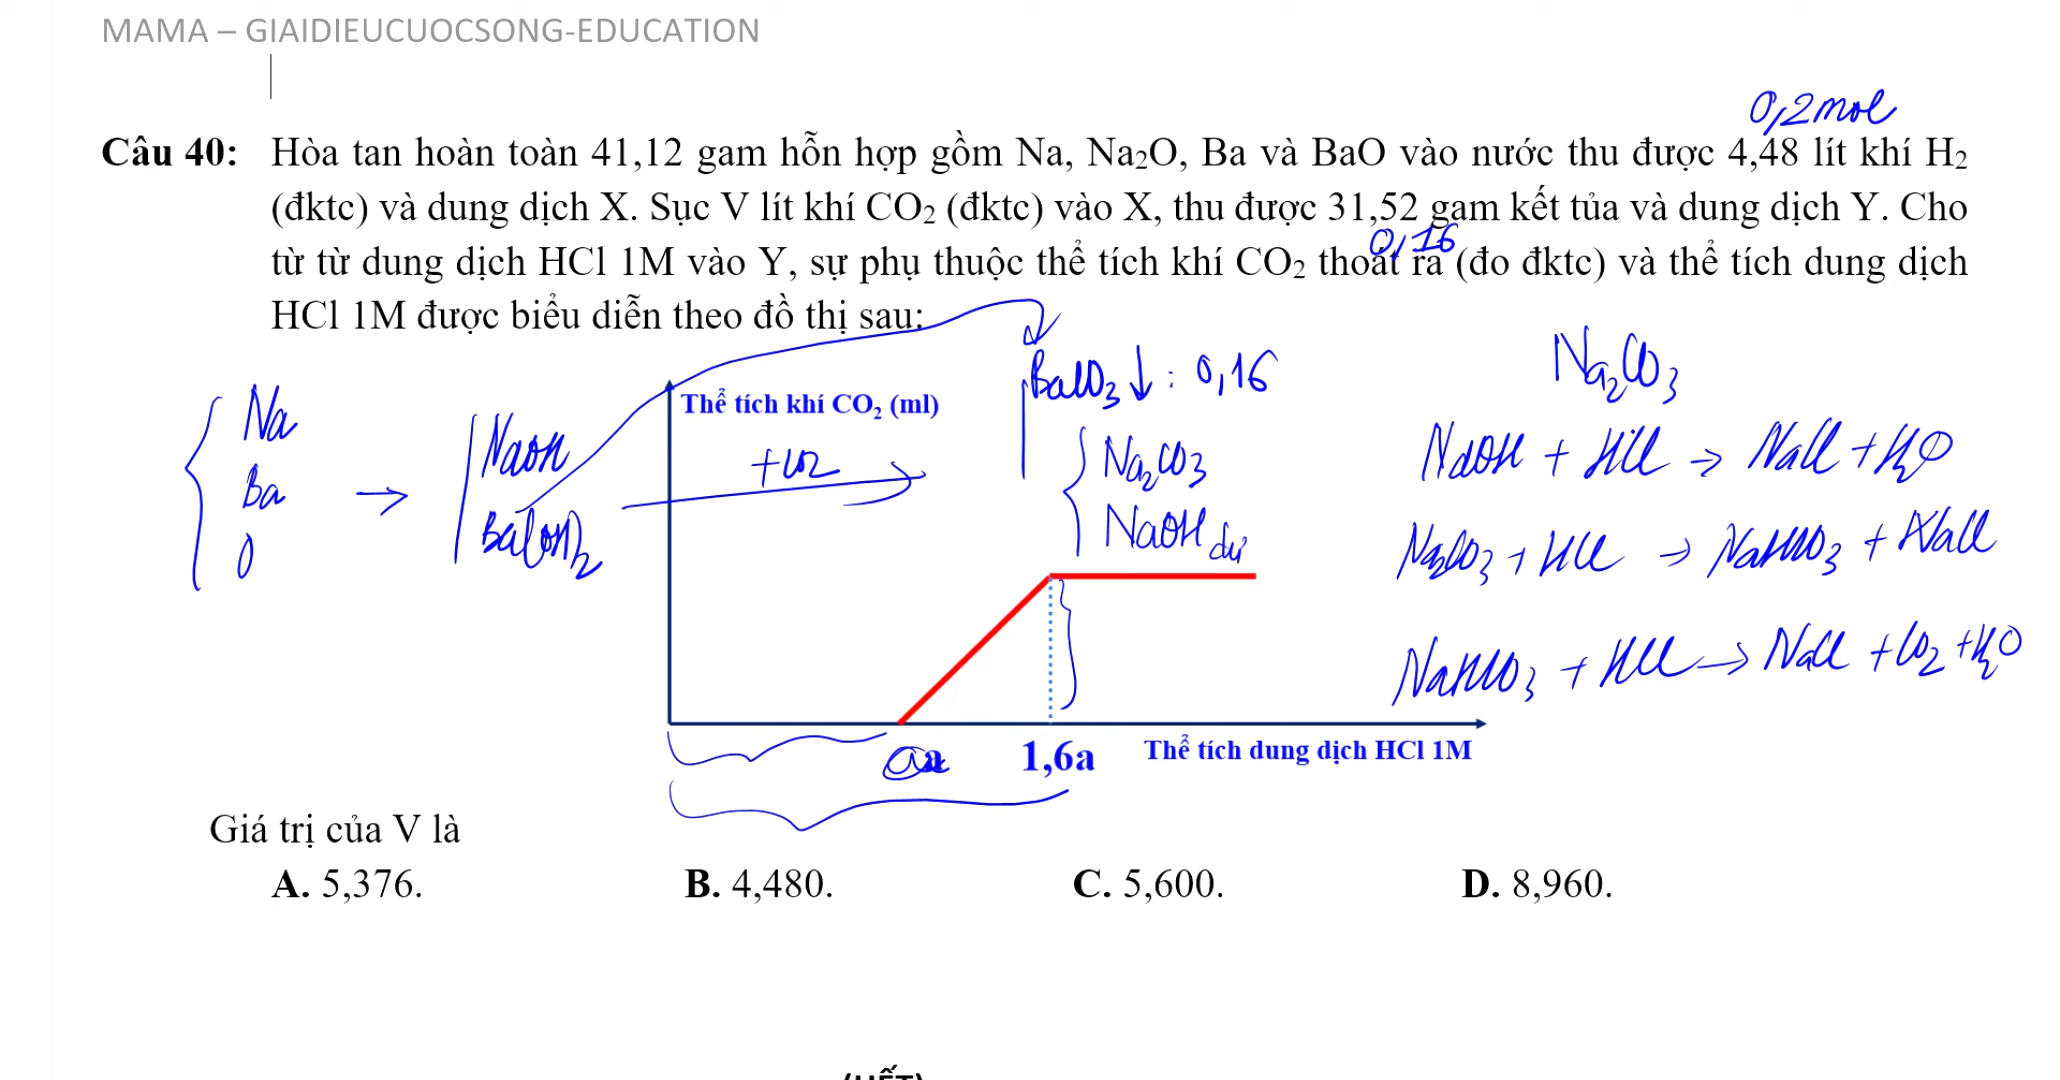 MAMA – GIAIDIEUCUOCSONG-EDUCATION
0,2mol
Câu 40: Hòa tan hoàn toàn 41,12 gam hỗn hợp gồm Na, Na₂O, Ba và BaO vào nước thu được 4,48 lít khí H₂
(đktc) và dung dịch X. Sục V lít khí CO₂ (đktc) vào X, thu được 31,52 gam kết tủa và dung dịch Y. Cho
0,16
từ từ dung dịch HCl 1M vào Y, sự phụ thuộc thể tích khí CO₂ thoát ra (đo đktc) và thể tích dung dịch
HCl 1M được biểu diễn theo đồ thị sau:
Na
Ba
O
NaOH
Ba(OH)₂
Thể tích khí CO₂ (ml)
+CO₂
BaCO₃↓ : 0,16
Na₂CO₃
NaOH dư
Na₂CO₃
NaOH + HCl → NaCl + H₂O
Na₂CO₃ + HCl → NaHCO₃ + NaCl
NaHCO₃ + HCl → NaCl + CO₂ + H₂O
a 1,6a Thể tích dung dịch HCl 1M
Giá trị của V là
A. 5,376. B. 4,480. C. 5,600. D. 8,960.
(HẾT)